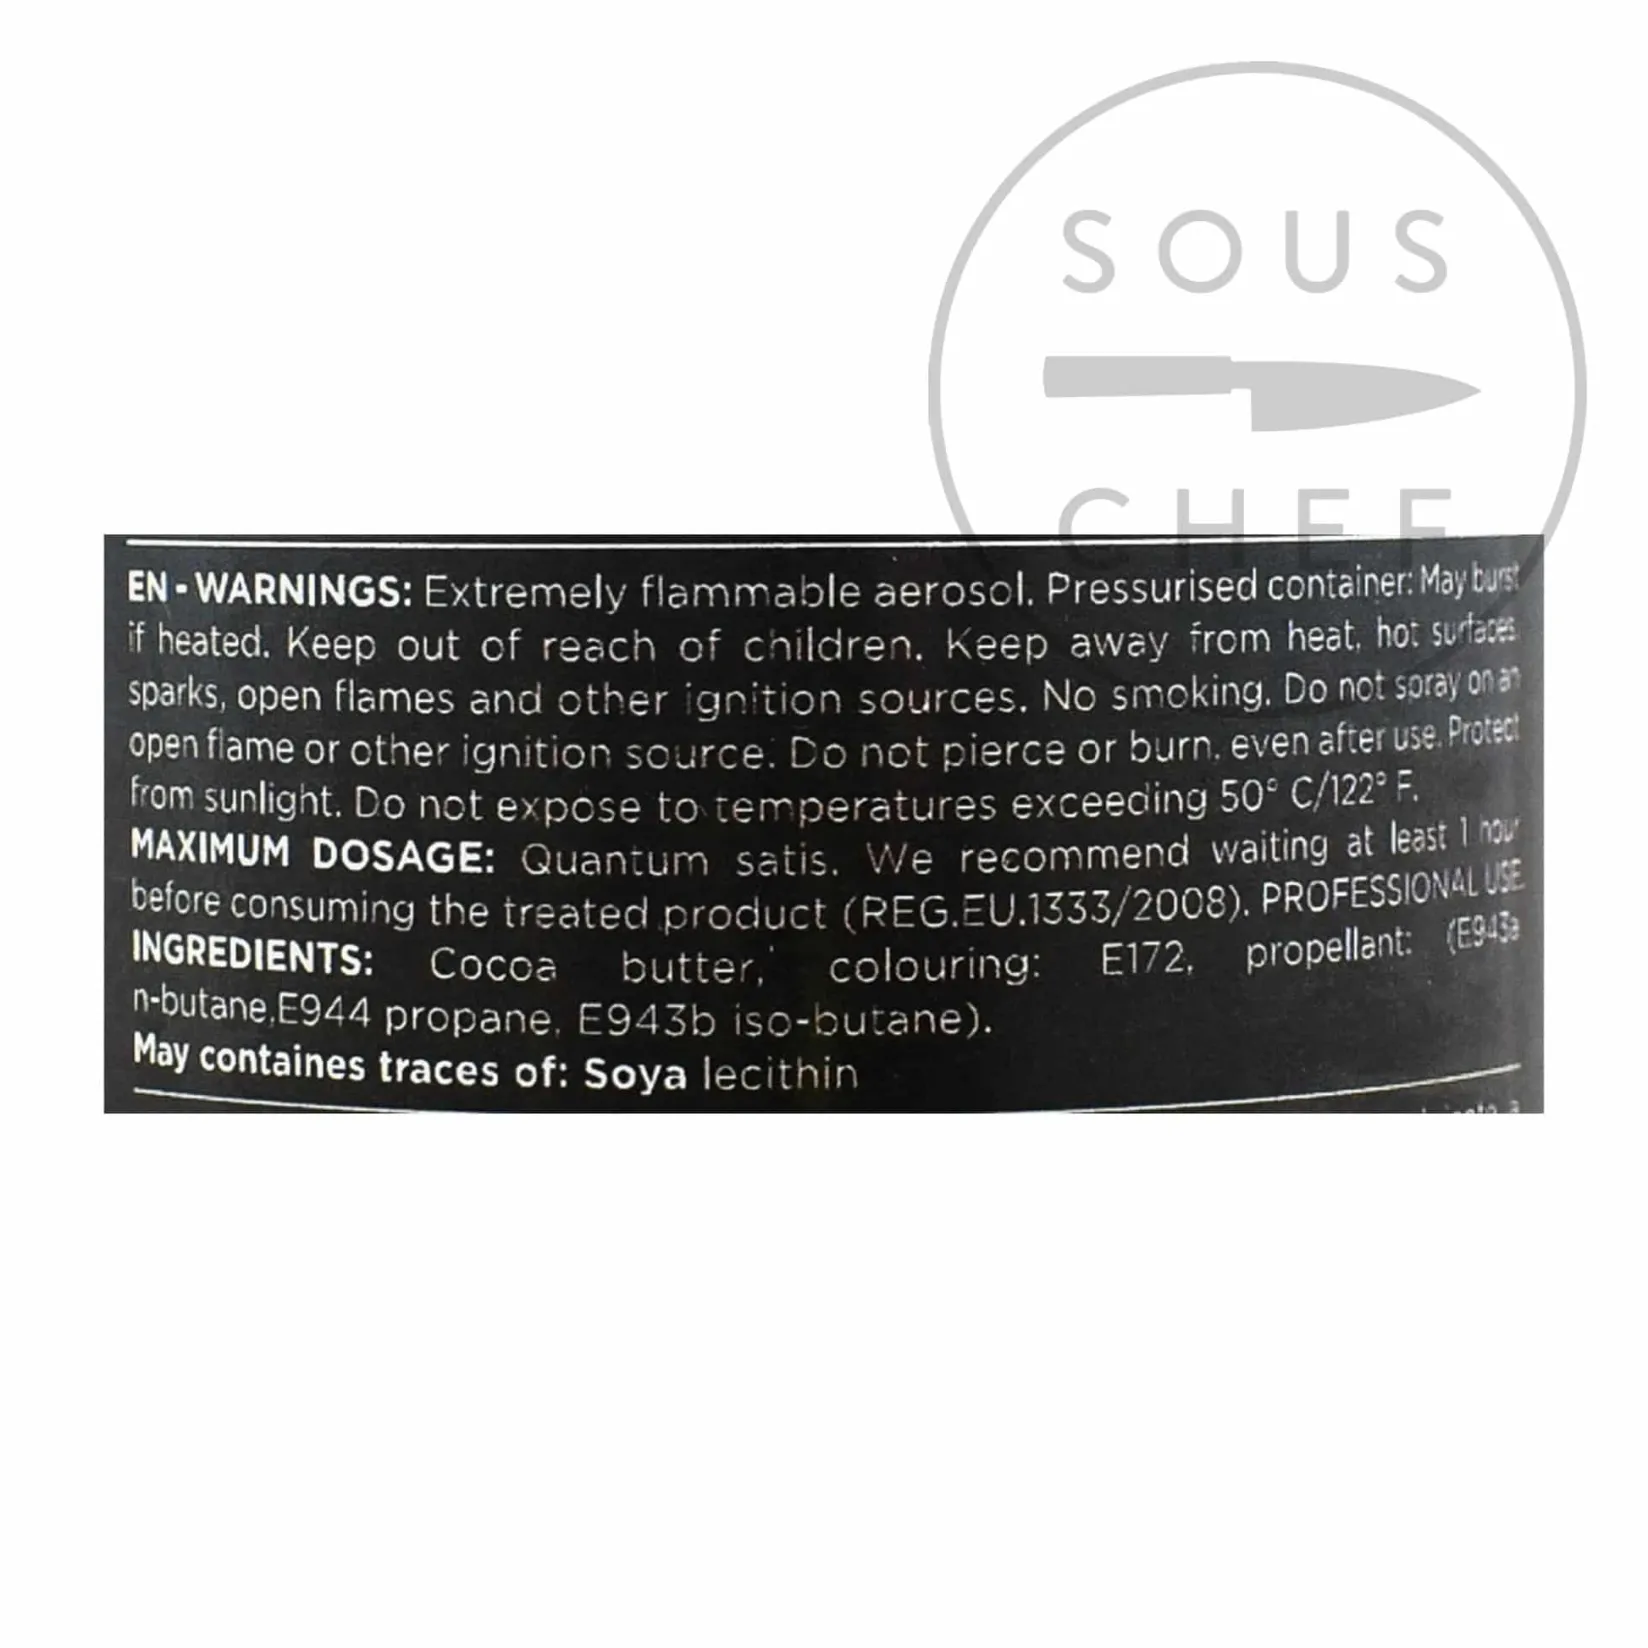 SOUS
CHEF
EN - WARNINGS: Extremely flammable aerosol. Pressurised container: May burst
if heated. Keep out of reach of children. Keep away from heat, hot surfaces,
sparks, open flames and other ignition sources. No smoking. Do not spray on an
open flame or other ignition source. Do not pierce or burn, even after use. Protect
from sunlight. Do not expose to temperatures exceeding 50° C/122° F.
MAXIMUM DOSAGE: Quantum satis. We recommend waiting at least 1 hour
before consuming the treated product (REG.EU.1333/2008). PROFESSIONAL USE
INGREDIENTS: Cocoa butter, colouring: E172, propellant: (E943a
n-butane,E944 propane, E943b iso-butane).
May containes traces of: Soya lecithin